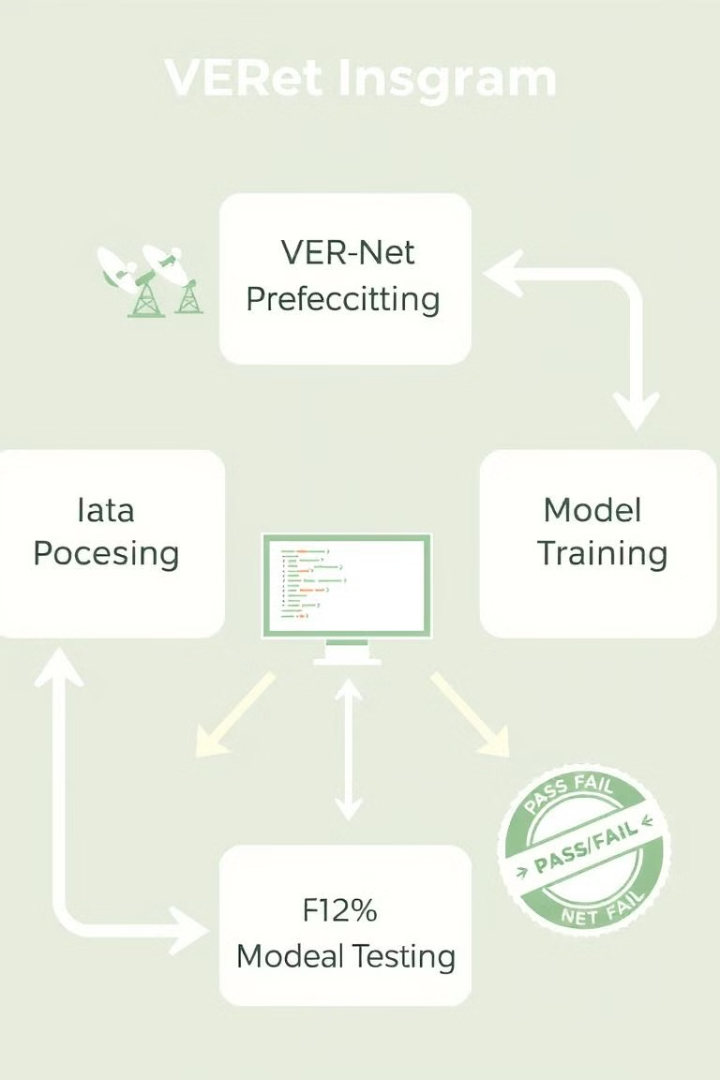 VERet Insgram
VER-Net
Prefeccitting
Iata
Pocesing
Model
Training
PASS FAIL
PASS/FAIL
NET FAIL
F12%
Modeal Testing